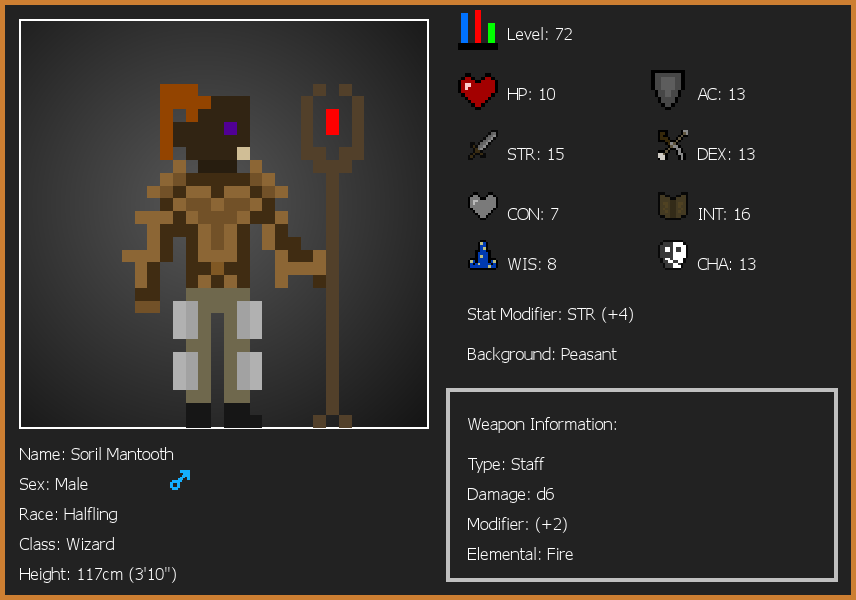 Level: 72
HP: 10
AC: 13
STR: 15
DEX: 13
CON: 7
INT: 16
WIS: 8
CHA: 13
Stat Modifier: STR (+4)
Background: Peasant
Weapon Information:
Type: Staff
Damage: d6
Modifier: (+2)
Elemental: Fire
Name: Soril Mantooth
Sex: Male
Race: Halfling
Class: Wizard
Height: 117cm (3'10")